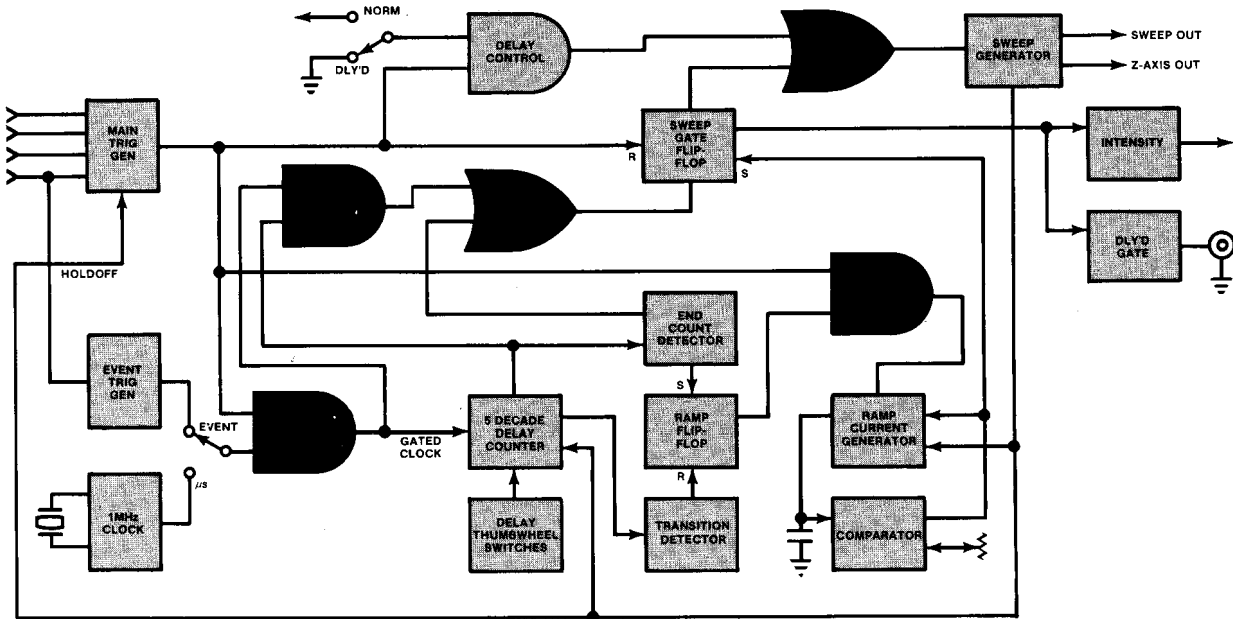 NORM
DLY'D
DELAY
CONTROL
SWEEP
GENERATOR
SWEEP OUT
Z-AXIS OUT
MAIN
TRIG
GEN
R
SWEEP
GATE
FLIP-
FLOP
S
INTENSITY
HOLDOFF
DLY'D
GATE
END
COUNT
DETECTOR
EVENT
TRIG
GEN
EVENT
S
GATED
CLOCK
5 DECADE
DELAY
COUNTER
RAMP
FLIP-
FLOP
RAMP
CURRENT
GENERATOR
R
μs
1MHz
CLOCK
DELAY
THUMBWHEEL
SWITCHES
TRANSITION
DETECTOR
COMPARATOR